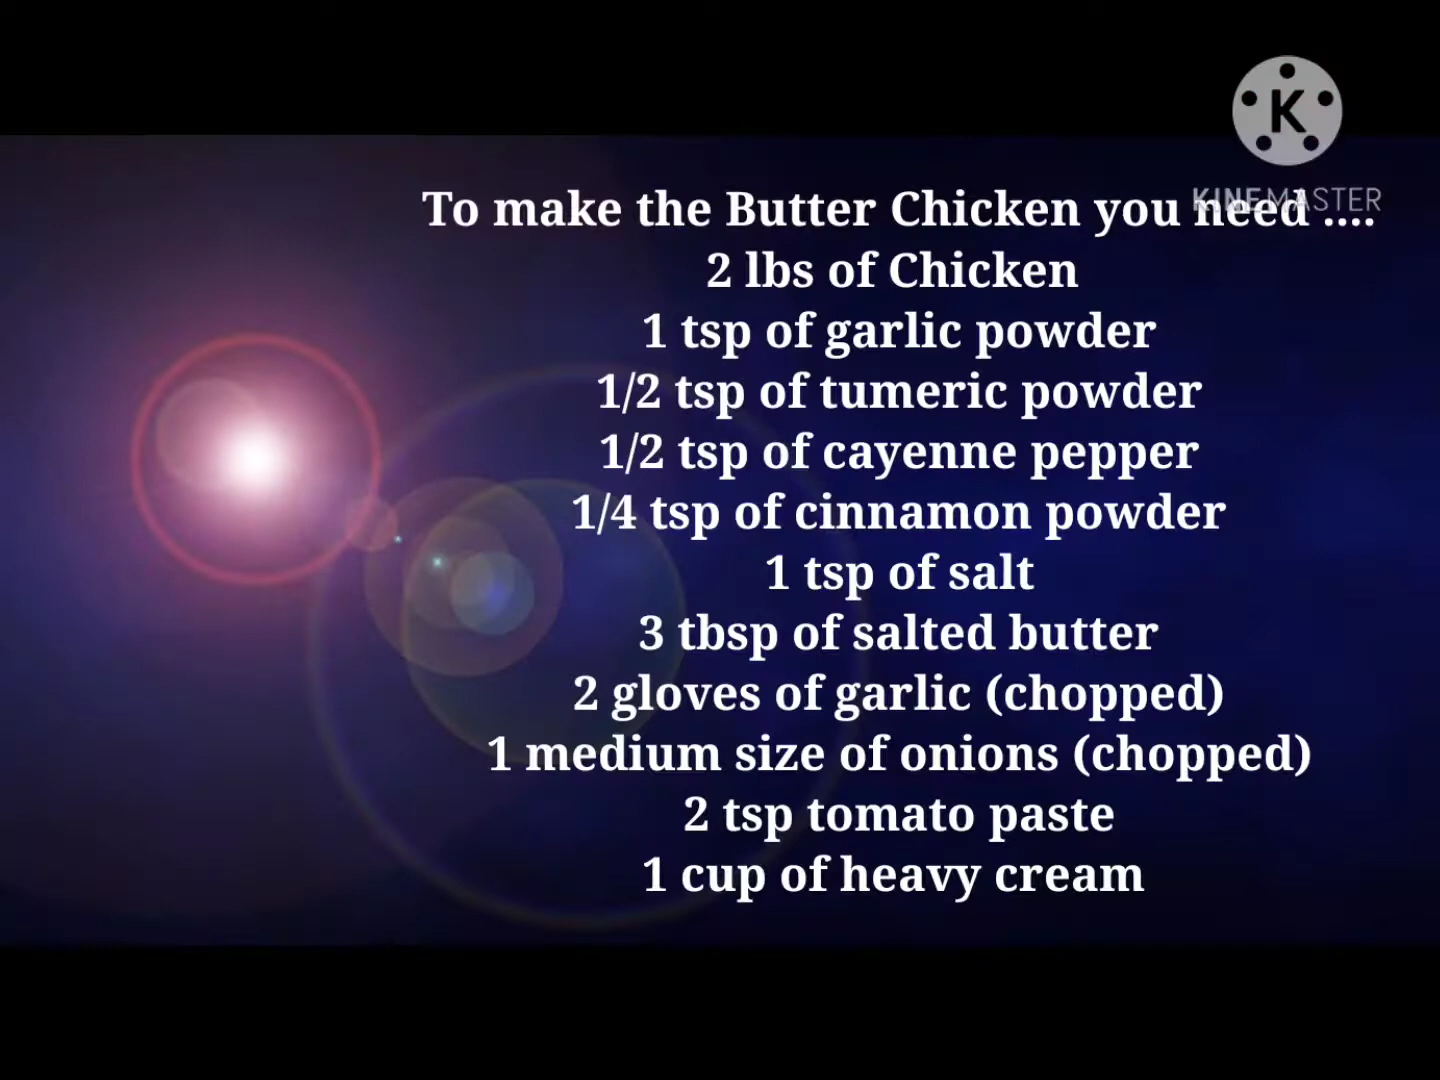 K
KINEMASTER
To make the Butter Chicken you need ....
2 lbs of Chicken
1 tsp of garlic powder
1/2 tsp of tumeric powder
1/2 tsp of cayenne pepper
1/4 tsp of cinnamon powder
1 tsp of salt
3 tbsp of salted butter
2 gloves of garlic (chopped)
1 medium size of onions (chopped)
2 tsp tomato paste
1 cup of heavy cream